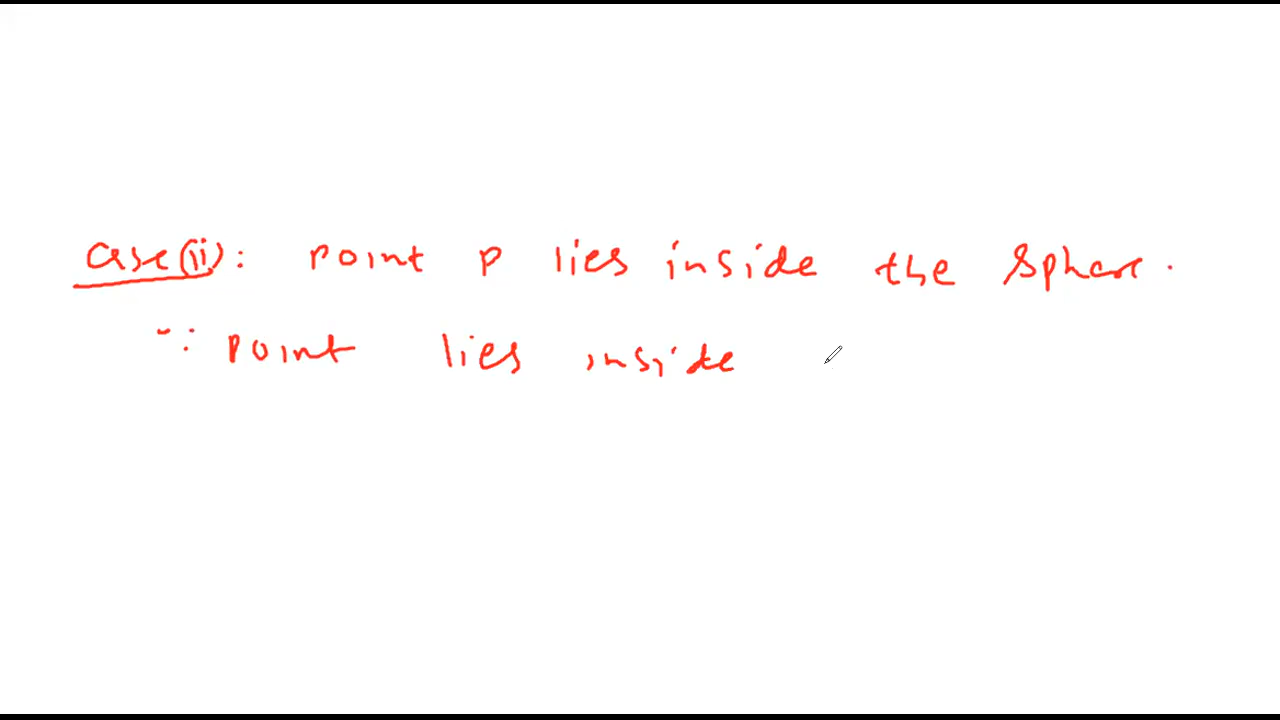 Case(ii): point P lies inside the sphere.
∵ point lies inside